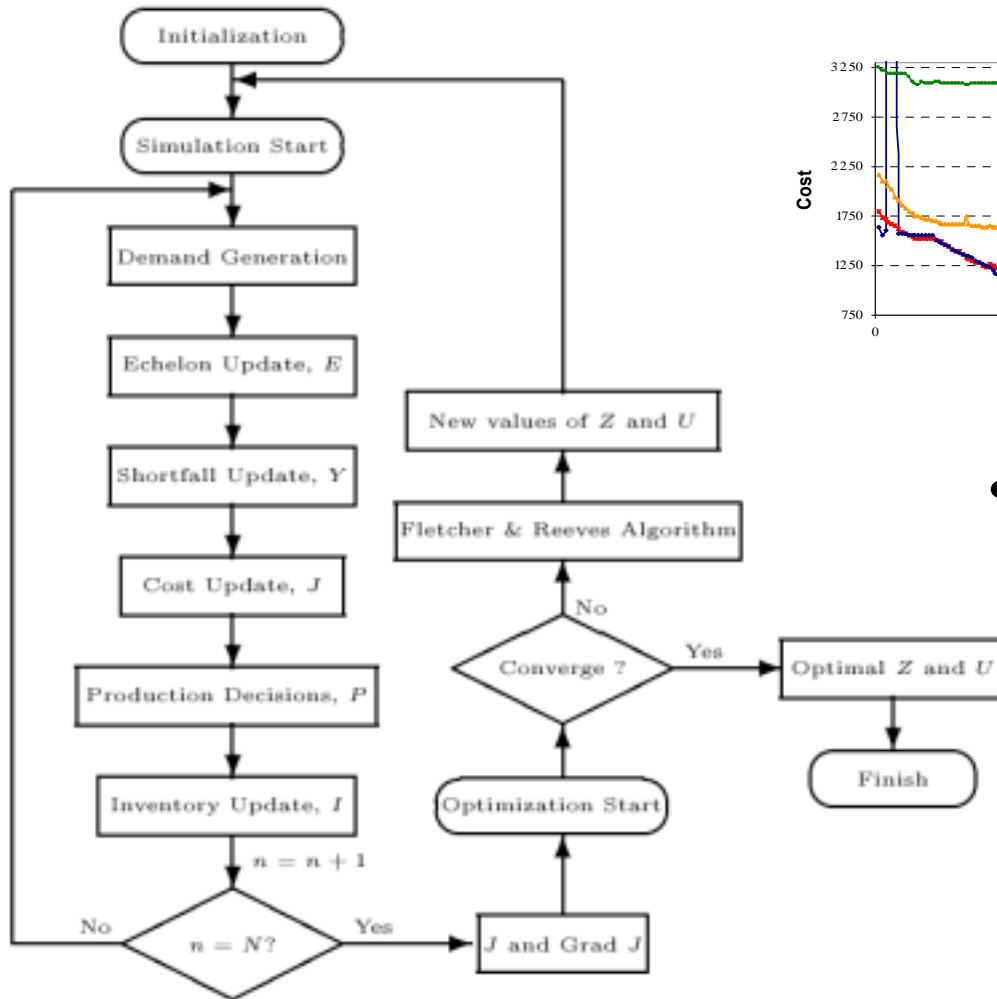 Initialization
Simulation Start
Demand Generation
Echelon Update, E
Shortfall Update, Y
Cost Update, J
Production Decisions, P
Inventory Update, I
n = n + 1
n = N?
No
Yes
J and Grad J
Optimization Start
Converge ?
No
Yes
Fletcher & Reeves Algorithm
New values of Z and U
Optimal Z and U
Finish
Cost
3250
2750
2250
1750
1250
750
0